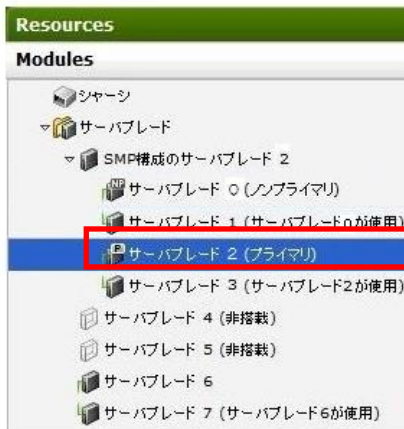 Resources
Modules
シャーシ
サーバブレード
SMP構成のサーバブレード 2
サーバブレード 0 (ノンプライマリ)
サーバブレード 1 (サーバブレード0が使用)
サーバブレード 2 (プライマリ)
サーバブレード 3 (サーバブレード2が使用)
サーバブレード 4 (非搭載)
サーバブレード 5 (非搭載)
サーバブレード 6
サーバブレード 7 (サーバブレード6が使用)